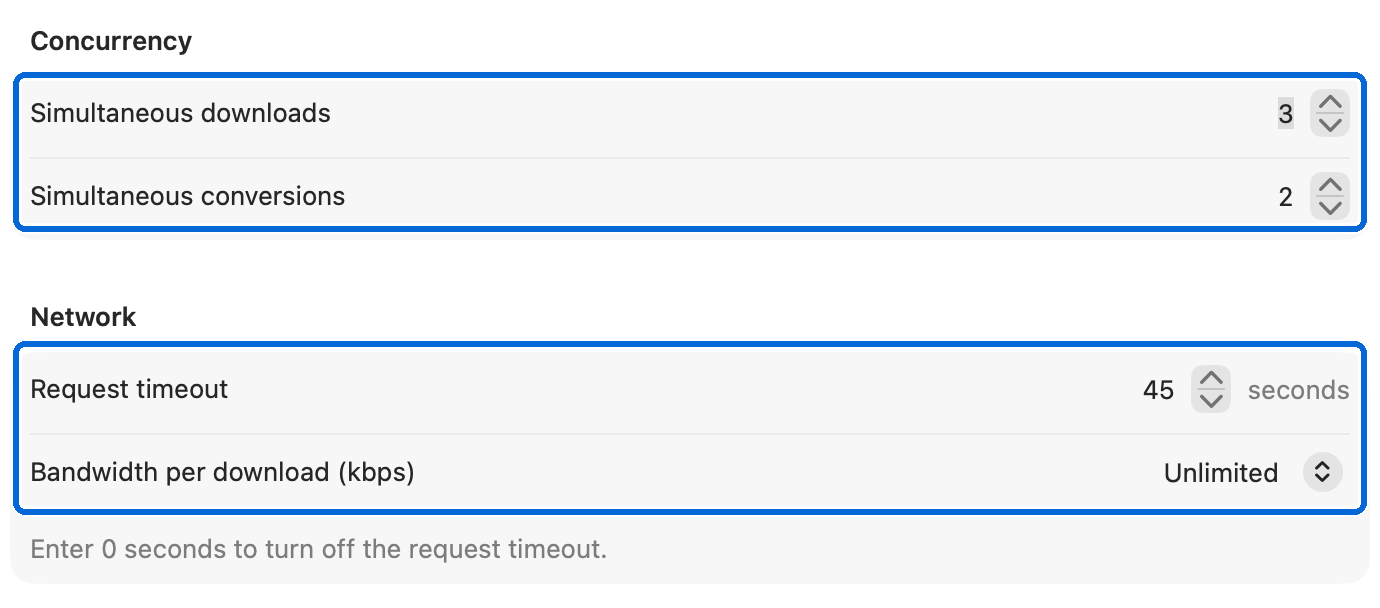 Concurrency
Simultaneous downloads 3
Simultaneous conversions 2
Network
Request timeout 45 seconds
Bandwidth per download (kbps) Unlimited
Enter 0 seconds to turn off the request timeout.